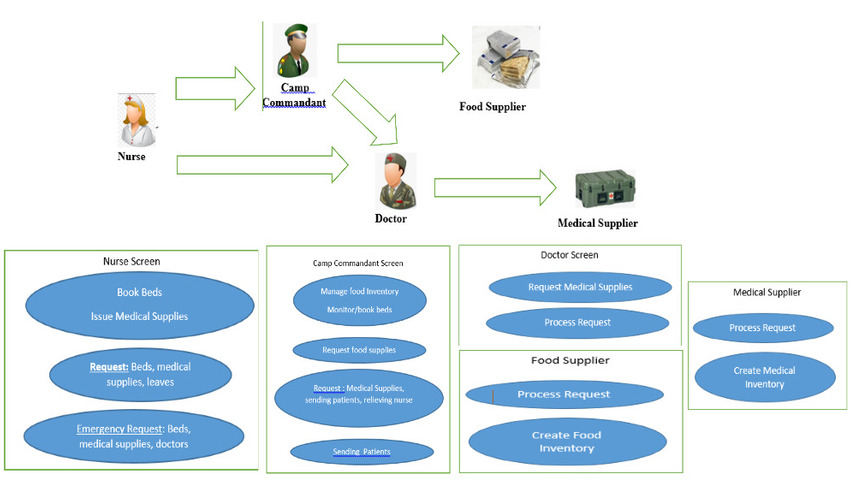 Camp
Commandant
Food Supplier
Nurse
Doctor
Medical Supplier
Nurse Screen
Book Beds
Issue Medical Supplies
Request: Beds, medical
supplies, leaves
Emergency Request: Beds,
medical supplies, doctors
Camp Commandant Screen
Manage food Inventory
Monitor/book beds
Request food supplies
Request : Medical Supplies,
sending patients, relieving nurse
Sending Patients
Doctor Screen
Request Medical Supplies
Process Request
Food Supplier
Process Request
Create Food
Inventory
Medical Supplier
Process Request
Create Medical
Inventory